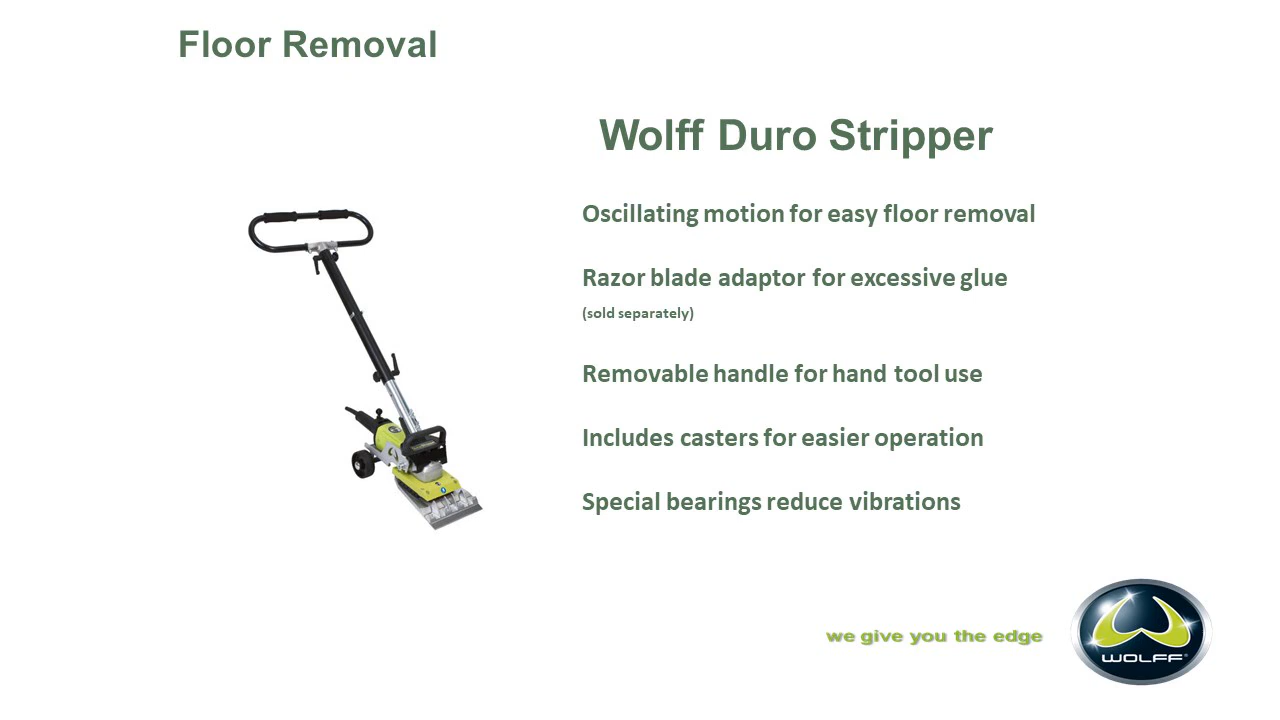 Floor Removal
Wolff Duro Stripper
Oscillating motion for easy floor removal
Razor blade adaptor for excessive glue
(sold separately)
Removable handle for hand tool use
Includes casters for easier operation
Special bearings reduce vibrations
we give you the edge
WOLFF®